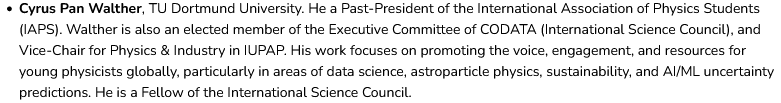 • Cyrus Pan Walther, TU Dortmund University. He a Past-President of the International Association of Physics Students
(IAPS). Walther is also an elected member of the Executive Committee of CODATA (International Science Council), and
Vice-Chair for Physics & Industry in IUPAP. His work focuses on promoting the voice, engagement, and resources for
young physicists globally, particularly in areas of data science, astroparticle physics, sustainability, and AI/ML uncertainty
predictions. He is a Fellow of the International Science Council.